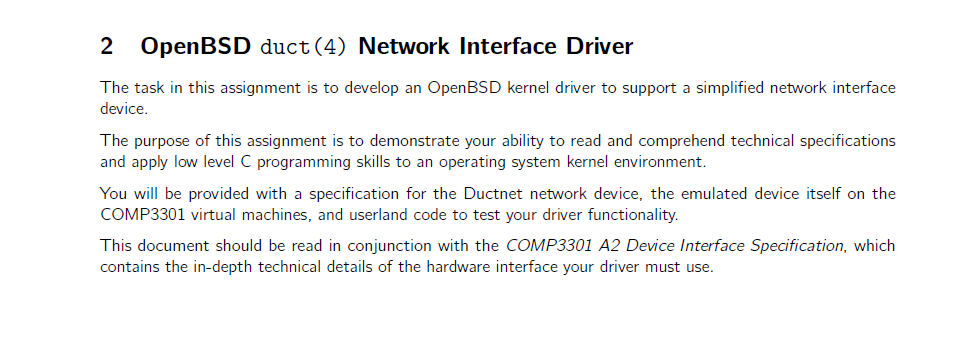 2 OpenBSD duct(4) Network Interface Driver
The task in this assignment is to develop an OpenBSD kernel driver to support a simplified network interface
device.
The purpose of this assignment is to demonstrate your ability to read and comprehend technical specifications
and apply low level C programming skills to an operating system kernel environment.
You will be provided with a specification for the Ductnet network device, the emulated device itself on the
COMP3301 virtual machines, and userland code to test your driver functionality.
This document should be read in conjunction with the COMP3301 A2 Device Interface Specification, which
contains the in-depth technical details of the hardware interface your driver must use.